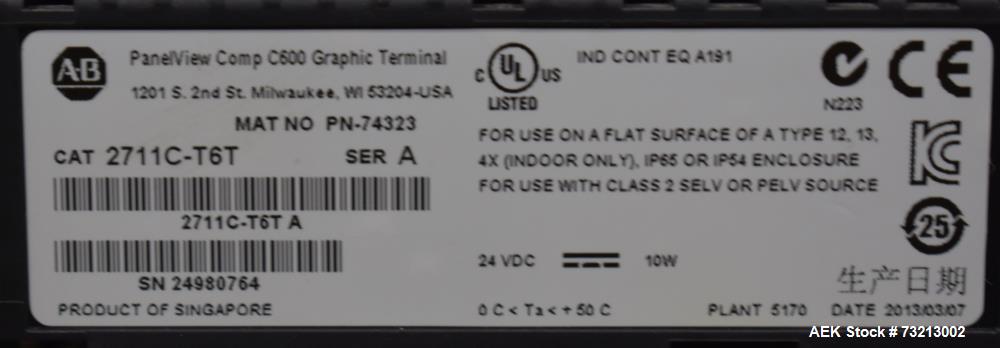 A-B
PanelView Comp C600 Graphic Terminal
1201 S. 2nd St. Milwaukee, WI 53204-USA
MAT NO PN-74323
CAT 2711C-T6T SER A
2711C-T6T A
SN 24980764
PRODUCT OF SINGAPORE
C UL US
LISTED
IND CONT EQ A191
N223
CE
FOR USE ON A FLAT SURFACE OF A TYPE 12, 13,
4X (INDOOR ONLY), IP65 OR IP54 ENCLOSURE
FOR USE WITH CLASS 2 SELV OR PELV SOURCE
KC
25
24 VDC 10W
生产日期
0 C < Ta < + 50 C
PLANT 5170 DATE 2013/03/07
AEK Stock # 73213002